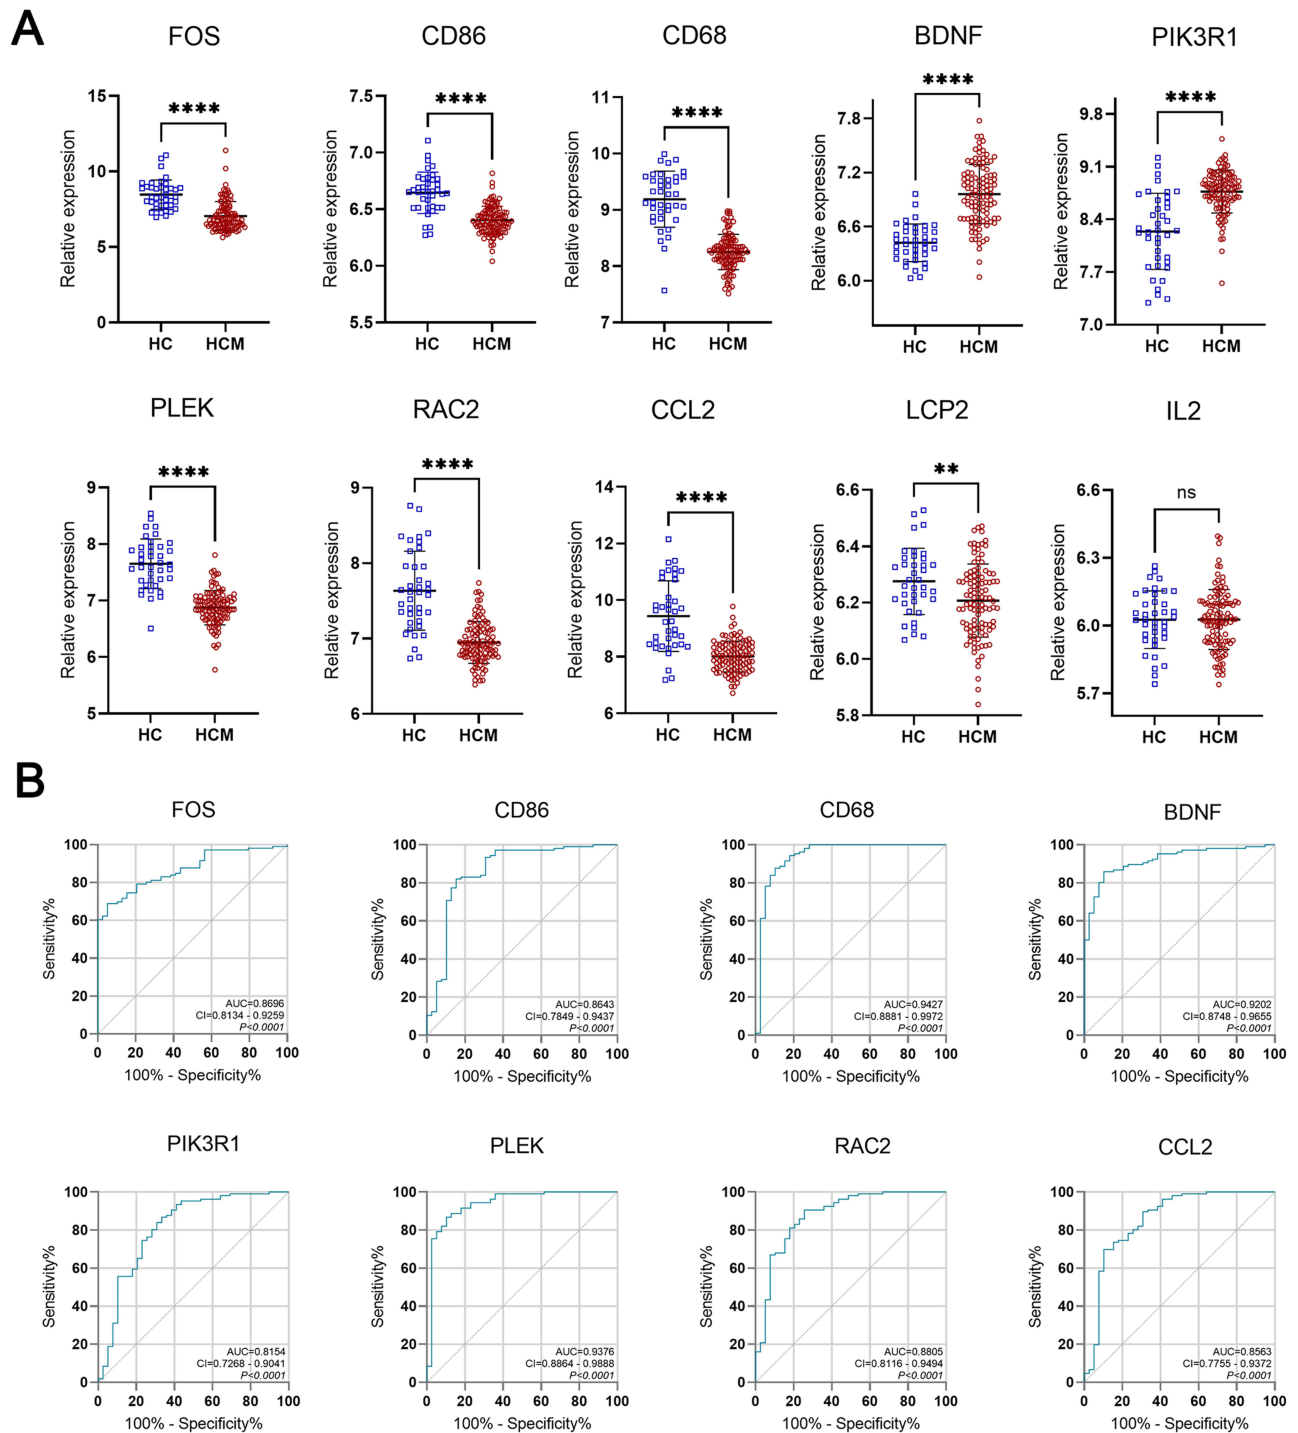 A
FOS CD86 CD68 BDNF PIK3R1
**** **** **** **** ****
Relative expression Relative expression Relative expression Relative expression Relative expression
15 10 5 0
7.5 7.0 6.5 6.0 5.5
11 10 9 8 7
7.8 7.2 6.6 6.0
9.8 9.1 8.4 7.7 7.0
HC HCM HC HCM HC HCM HC HCM HC HCM
PLEK RAC2 CCL2 LCP2 IL2
**** **** **** ** ns
Relative expression Relative expression Relative expression Relative expression Relative expression
9 8 7 6 5
9 8 7 6
14 12 10 8 6
6.6 6.4 6.2 6.0 5.8
6.6 6.3 6.0 5.7
HC HCM HC HCM HC HCM HC HCM HC HCM
B
FOS
Sensitivity%
100
80
60
40
20
0
AUC=0.8696
CI=0.8134 - 0.9259
P<0.0001
0 20 40 60 80 100
100% - Specificity%
CD86
Sensitivity%
100
80
60
40
20
0
AUC=0.8643
CI=0.7849 - 0.9437
P<0.0001
0 20 40 60 80 100
100% - Specificity%
CD68
Sensitivity%
100
80
60
40
20
0
AUC=0.9427
CI=0.8881 - 0.9972
P<0.0001
0 20 40 60 80 100
100% - Specificity%
BDNF
Sensitivity%
100
80
60
40
20
0
AUC=0.9202
CI=0.8748 - 0.9655
P<0.0001
0 20 40 60 80 100
100% - Specificity%
PIK3R1
Sensitivity%
100
80
60
40
20
0
AUC=0.8154
CI=0.7268 - 0.9041
P<0.0001
0 20 40 60 80 100
100% - Specificity%
PLEK
Sensitivity%
100
80
60
40
20
0
AUC=0.9376
CI=0.8864 - 0.9888
P<0.0001
0 20 40 60 80 100
100% - Specificity%
RAC2
Sensitivity%
100
80
60
40
20
0
AUC=0.8805
CI=0.8116 - 0.9494
P<0.0001
0 20 40 60 80 100
100% - Specificity%
CCL2
Sensitivity%
100
80
60
40
20
0
AUC=0.8563
CI=0.7755 - 0.9372
P<0.0001
0 20 40 60 80 100
100% - Specificity%